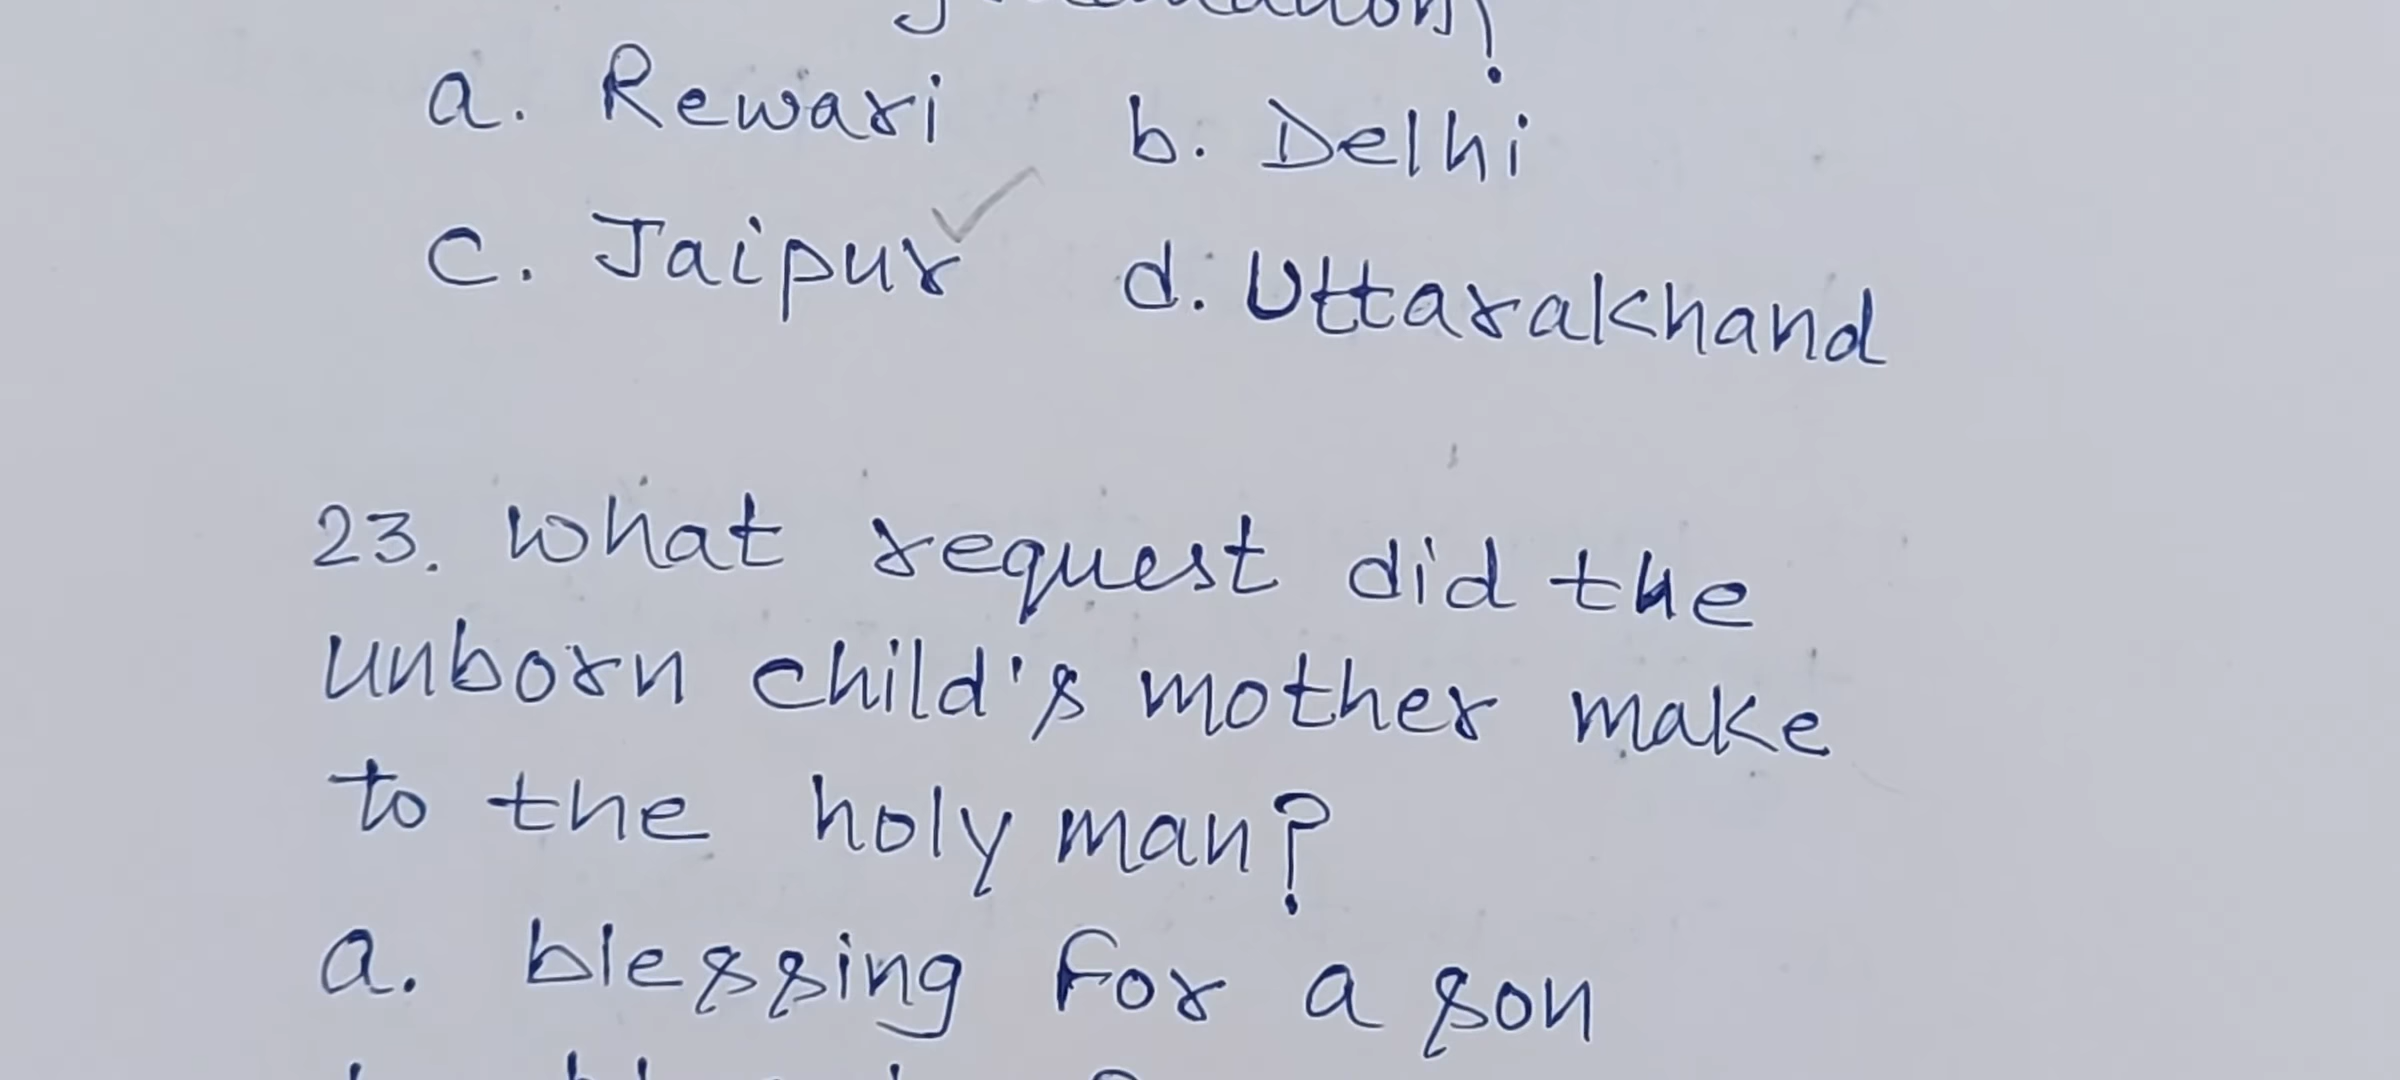 a. Rewari b. Delhi
c. Jaipur ✓ d. Uttarakhand
23. What request did the
unborn child's mother make
to the holy man?
a. blessing for a son